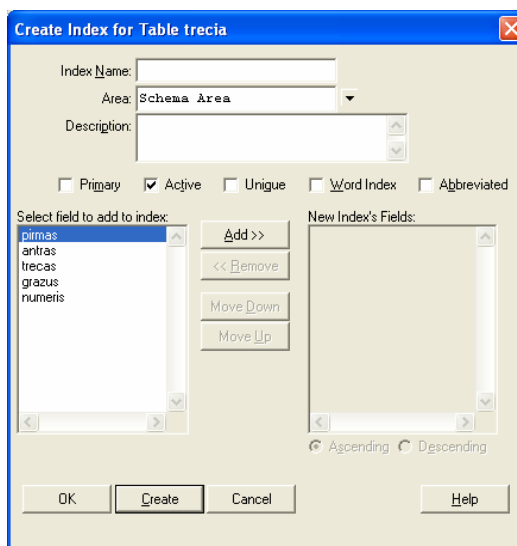 Create Index for Table trecia
Index Name:
Area: Schema Area
Description:
Primary Active Unique Word Index Abbreviated
Select field to add to index:
pirmas
antras
trecas
grazus
numeris
Add >>
<< Remove
Move Down
Move Up
New Index's Fields:
Ascending Descending
OK Create Cancel Help